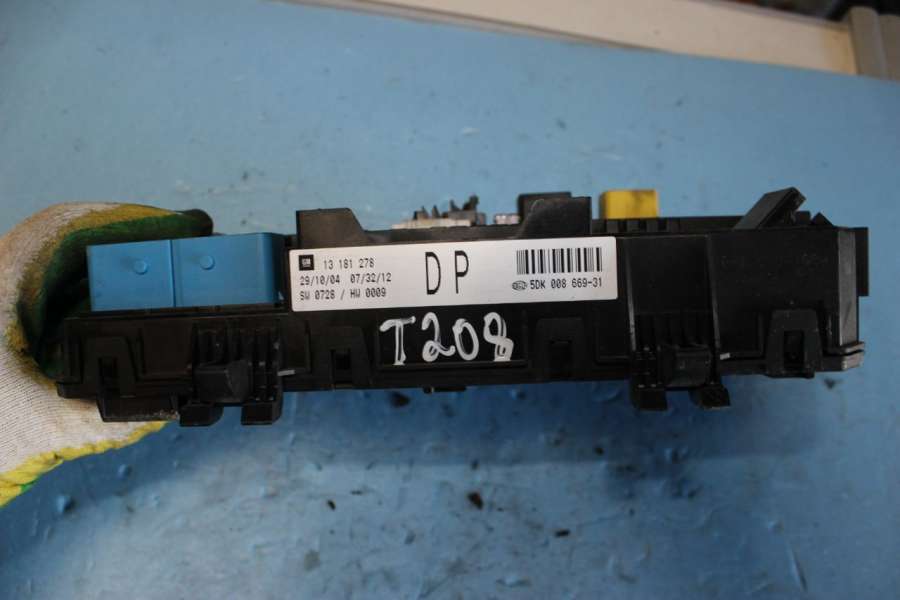 GM 13 181 278
29/10/04 07/32/12
SW 0728 / HW 0009
DP
5DK 008 669-31
T208